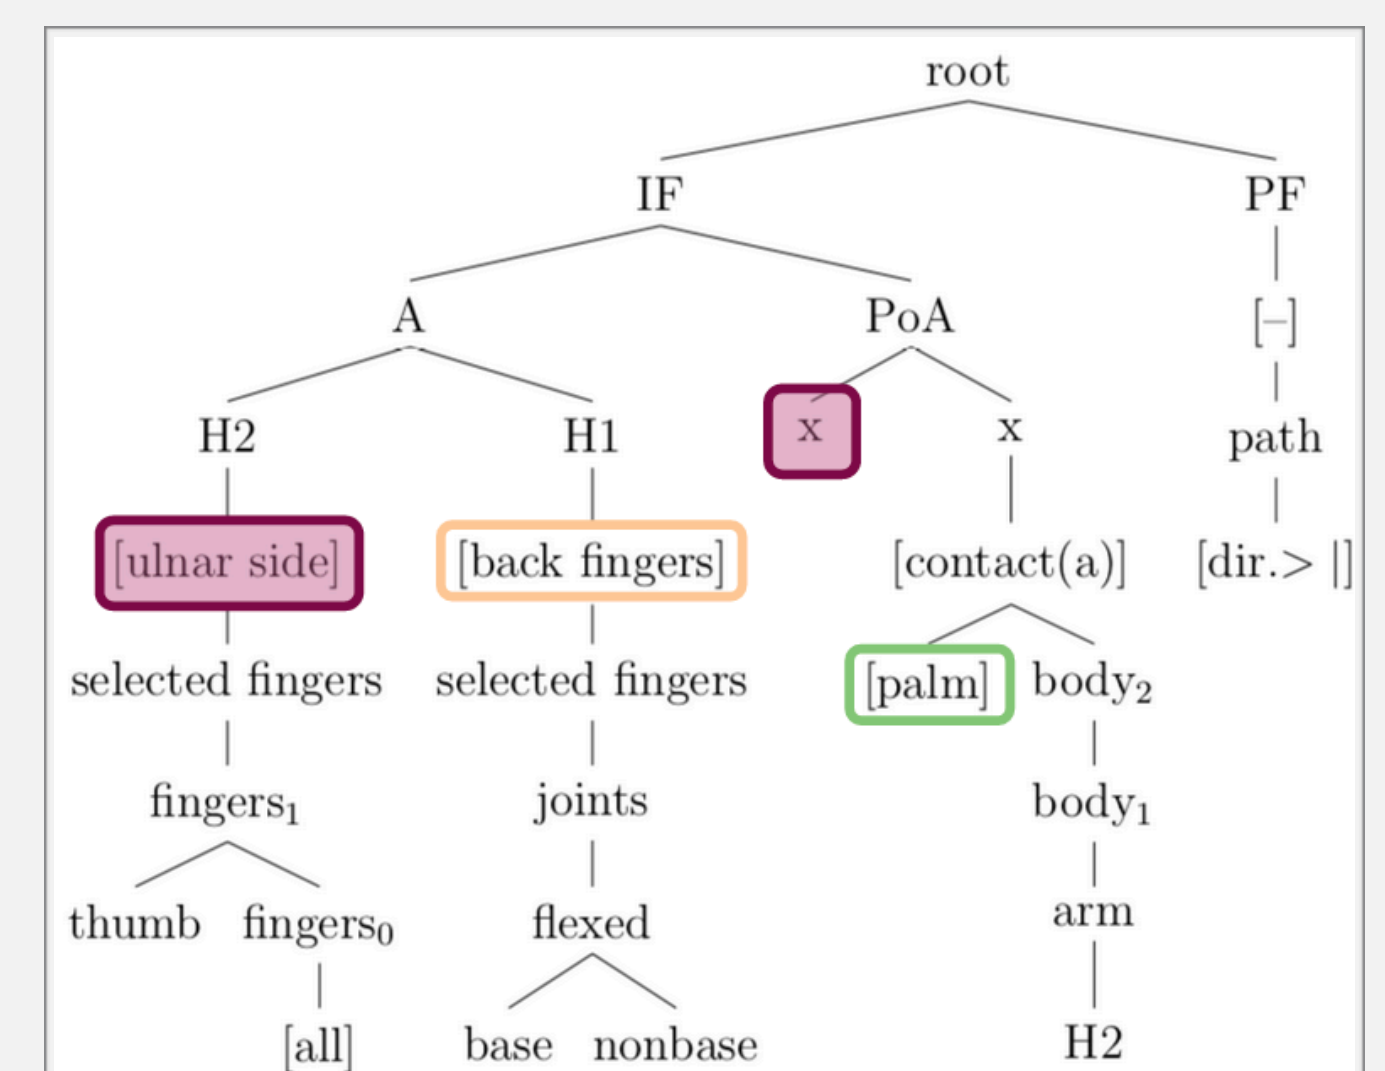 root
IF PF
A PoA [–]
H2 H1 x x path
[ulnar side] [back fingers] [contact(a)] [dir.> |]
selected fingers selected fingers [palm] body₂
fingers₁ joints body₁
thumb fingers₀ flexed arm
[all] base nonbase H2